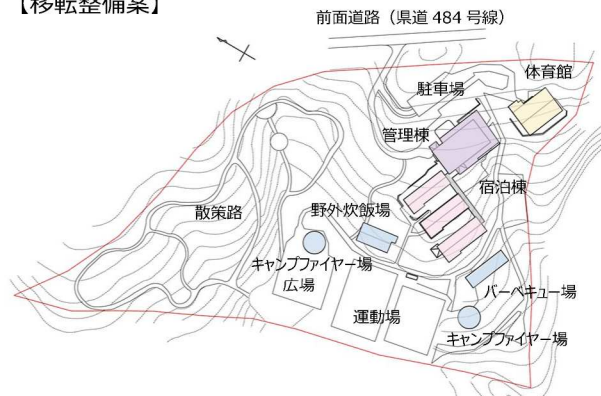 【移転整備案】
前面道路（県道 484 号線）
体育館
駐車場
管理棟
宿泊棟
散策路
野外炊飯場
キャンプファイヤー場
広場
バーベキュー場
運動場
キャンプファイヤー場